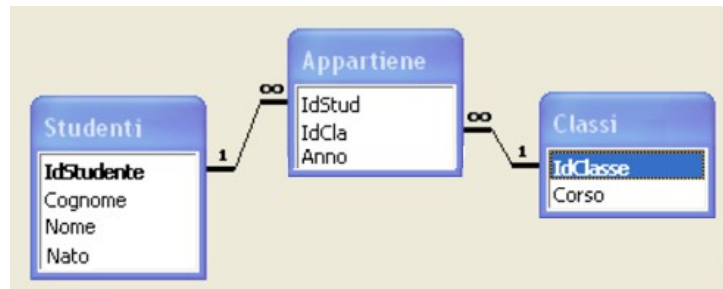 Studenti
IdStudente
Cognome
Nome
Nato
1
∞
Appartiene
IdStud
IdCla
Anno
∞
1
Classi
IdClasse
Corso